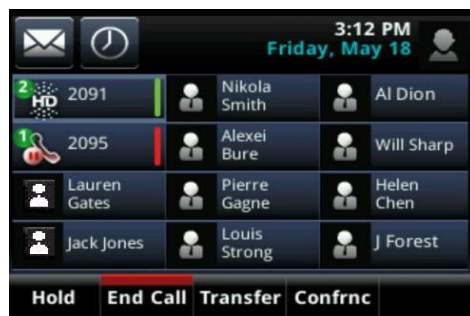 3:12 PM
Friday, May 18
2 HD 2091
Nikola
Smith
Al Dion
1 2095
Alexei
Bure
Will Sharp
Lauren
Gates
Pierre
Gagne
Helen
Chen
Jack Jones
Louis
Strong
J Forest
Hold End Call Transfer Confrnc